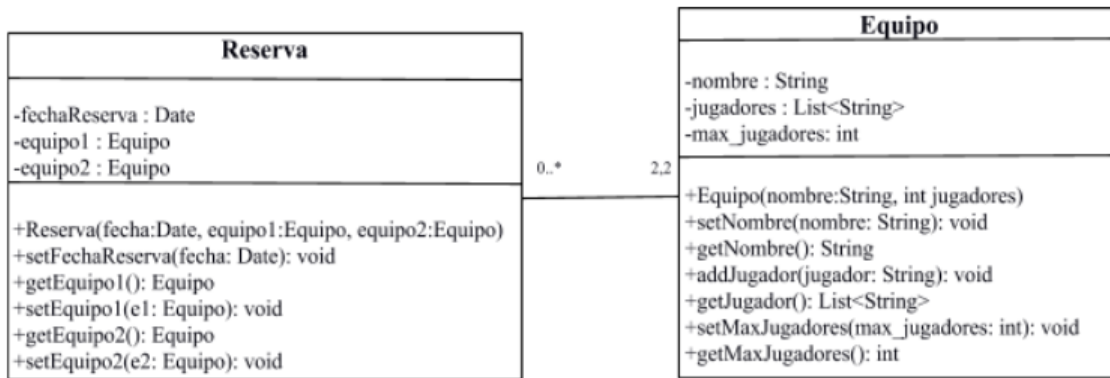 Reserva
-fechaReserva : Date
-equipo1 : Equipo
-equipo2 : Equipo
+Reserva(fecha:Date, equipo1:Equipo, equipo2:Equipo)
+setFechaReserva(fecha: Date): void
+getEquipo1(): Equipo
+setEquipo1(e1: Equipo): void
+getEquipo2(): Equipo
+setEquipo2(e2: Equipo): void
0..*
2,2
Equipo
-nombre : String
-jugadores : List<String>
-max_jugadores: int
+Equipo(nombre:String, int jugadores)
+setNombre(nombre: String): void
+getNombre(): String
+addJugador(jugador: String): void
+getJugador(): List<String>
+setMaxJugadores(max_jugadores: int): void
+getMaxJugadores(): int